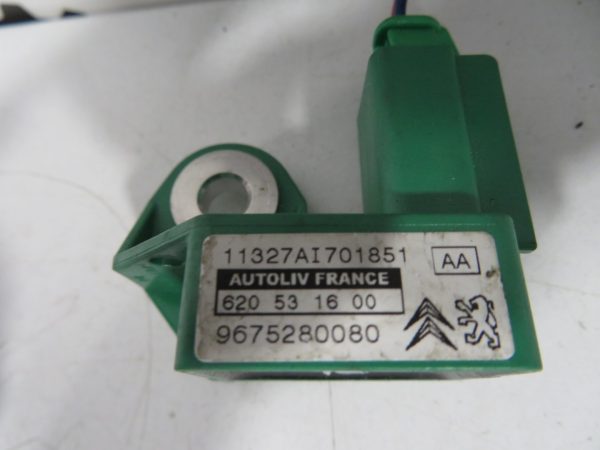 11327AI701851
AA
AUTOLIV FRANCE
620 53 16 00
9675280080